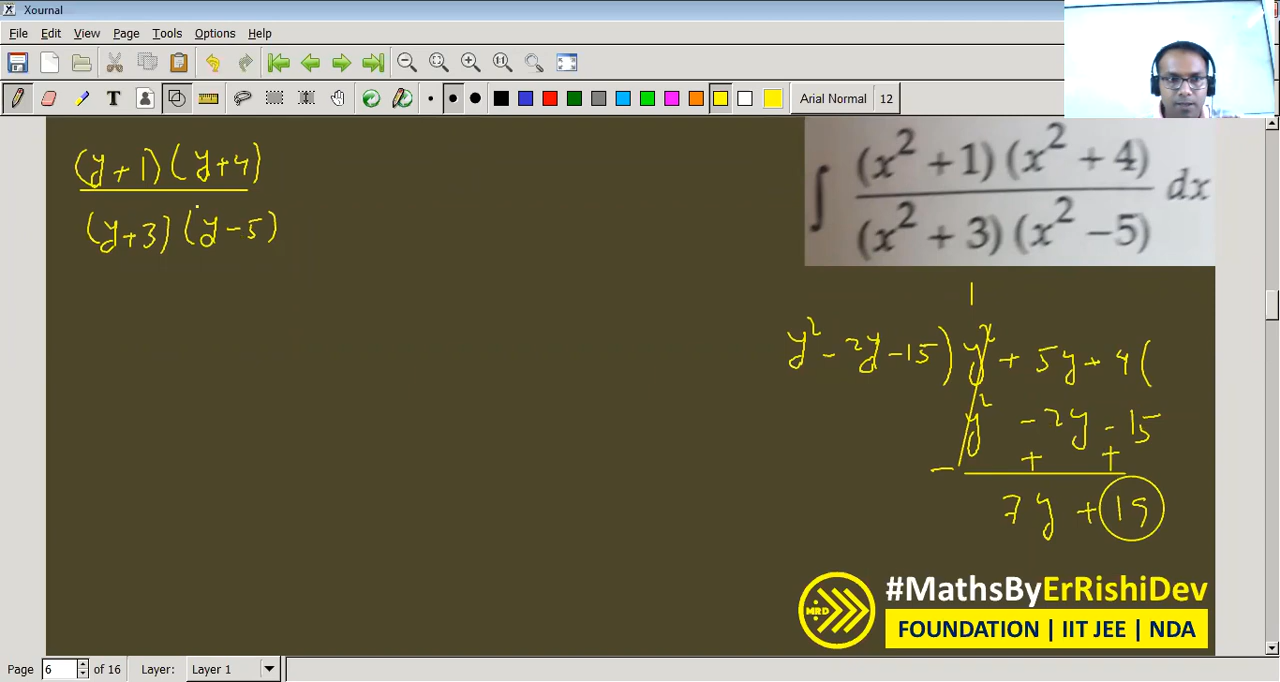 Xournal
File Edit View Page Tools Options Help
Arial Normal 12
(y+1)(y+4)
(y+3)(y-5)
∫ (x² + 1)(x² + 4) dx
(x² + 3)(x² - 5)
1
y² - 2y - 15) y² + 5y + 4 (
y² - 2y - 15
- + +
7y + 19
MRD
#MathsByErRishiDev
FOUNDATION | IIT JEE | NDA
Page 6 of 16 Layer: Layer 1